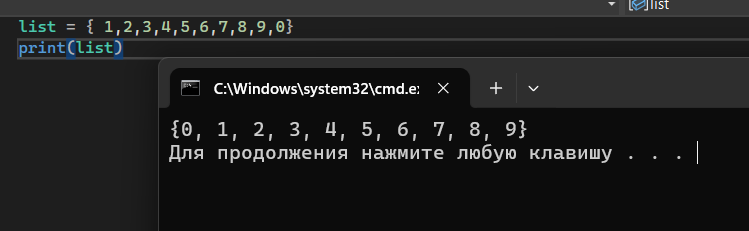 list
list = { 1,2,3,4,5,6,7,8,9,0}
print(list)
C:\Windows\system32\cmd.ex
{0, 1, 2, 3, 4, 5, 6, 7, 8, 9}
Для продолжения нажмите любую клавишу . . .